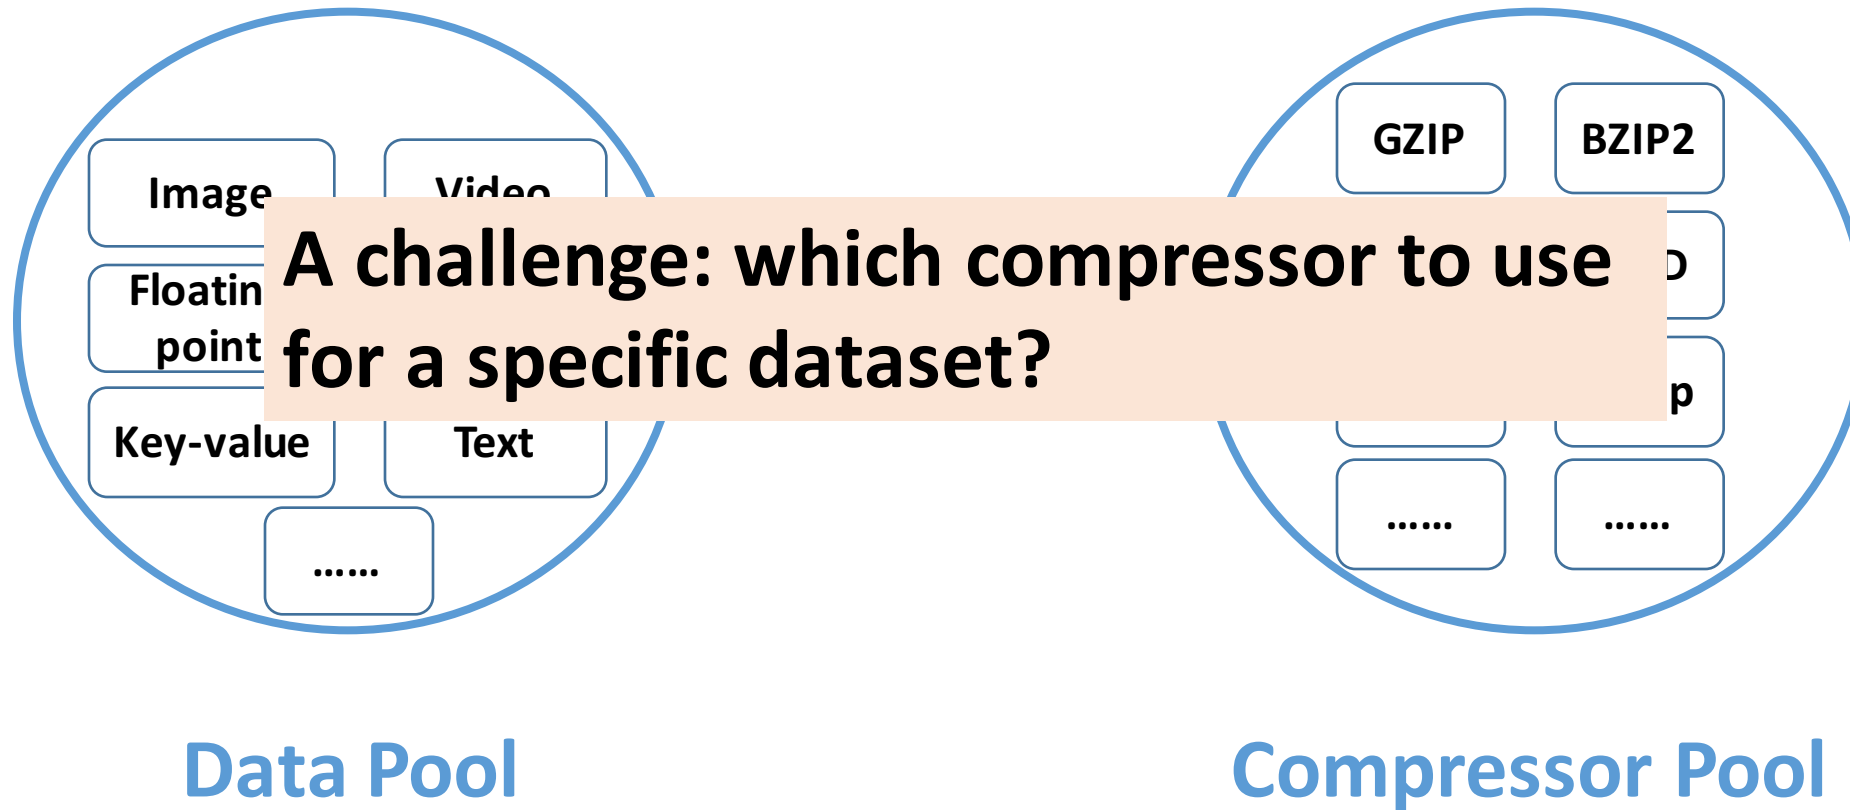 GZIP
BZIP2
Image
Video
A challenge: which compressor to use
for a specific dataset?
Floatin
point
D
p
Key-value
Text
......
......
......
Data Pool
Compressor Pool